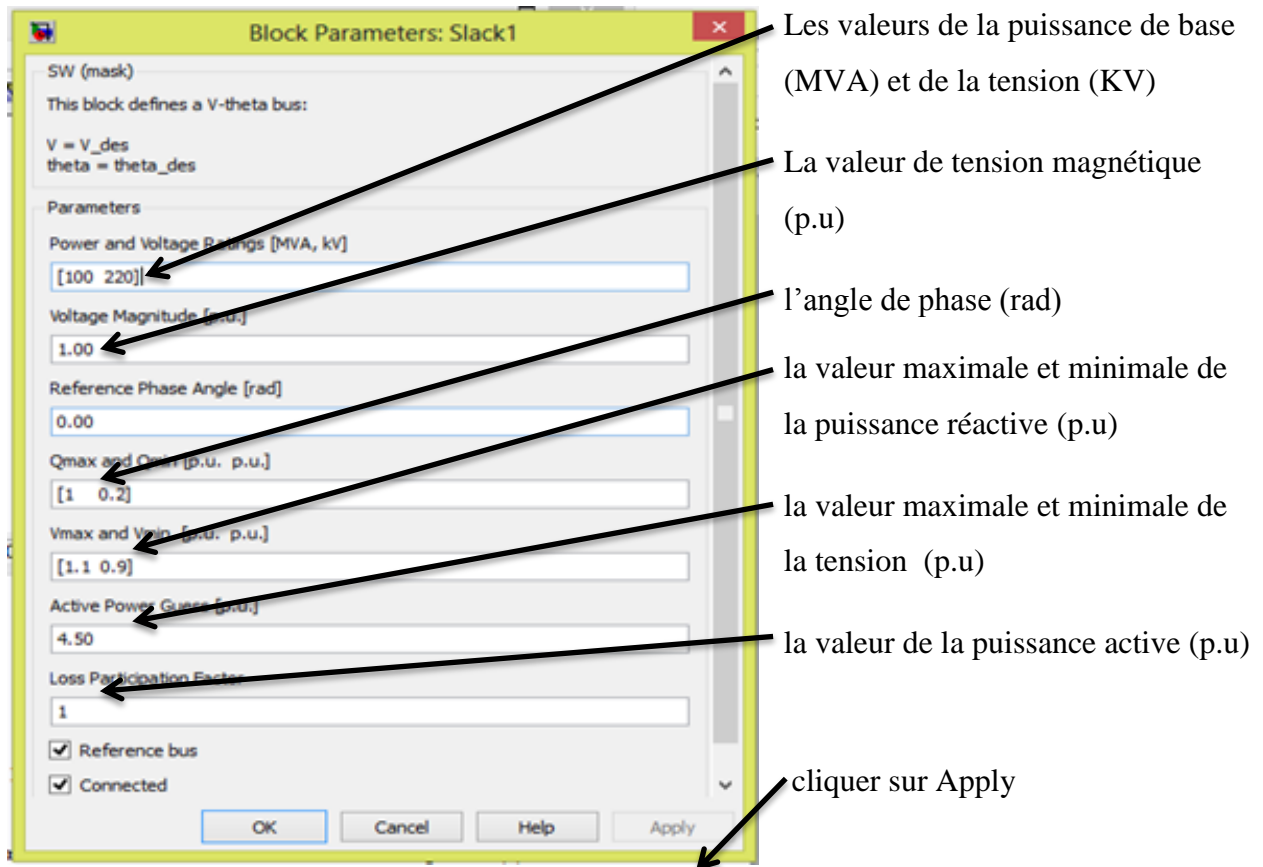 Block Parameters: Slack1
SW (mask)
This block defines a V-theta bus:
V = V_des
theta = theta_des
Parameters
Power and Voltage Ratings [MVA, kV]
[100 220]
Voltage Magnitude [p.u.]
1.00
Reference Phase Angle [rad]
0.00
Qmax and Qmin [p.u. p.u.]
[1 0.2]
Vmax and Vmin [p.u. p.u.]
[1.1 0.9]
Active Power Guess [p.u.]
4.50
Loss Participation Factor
1
Reference bus
Connected
OK Cancel Help Apply
Les valeurs de la puissance de base
(MVA) et de la tension (KV)
La valeur de tension magnétique
(p.u)
l’angle de phase (rad)
la valeur maximale et minimale de
la puissance réactive (p.u)
la valeur maximale et minimale de
la tension (p.u)
la valeur de la puissance active (p.u)
cliquer sur Apply